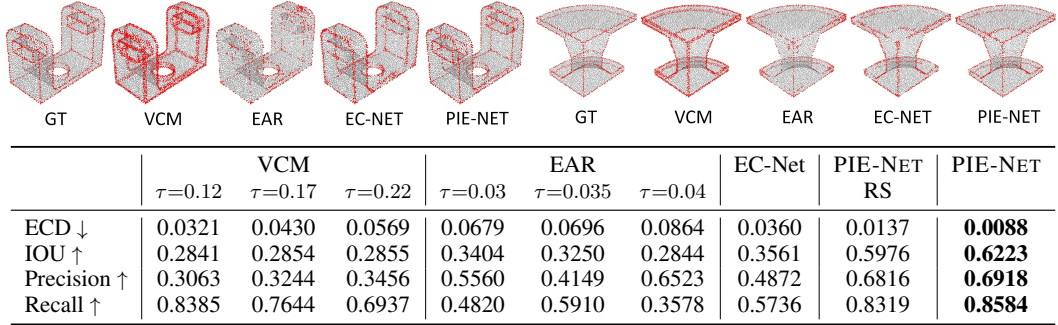 GT VCM EAR EC-NET PIE-NET GT VCM EAR EC-NET PIE-NET
VCM EAR EC-Net PIE-NET PIE-NET
τ=0.12 τ=0.17 τ=0.22 τ=0.03 τ=0.035 τ=0.04 RS
ECD ↓ 0.0321 0.0430 0.0569 0.0679 0.0696 0.0864 0.0360 0.0137 0.0088
IOU ↑ 0.2841 0.2854 0.2855 0.3404 0.3250 0.2844 0.3561 0.5976 0.6223
Precision ↑ 0.3063 0.3244 0.3456 0.5560 0.4149 0.6523 0.4872 0.6816 0.6918
Recall ↑ 0.8385 0.7644 0.6937 0.4820 0.5910 0.3578 0.5736 0.8319 0.8584